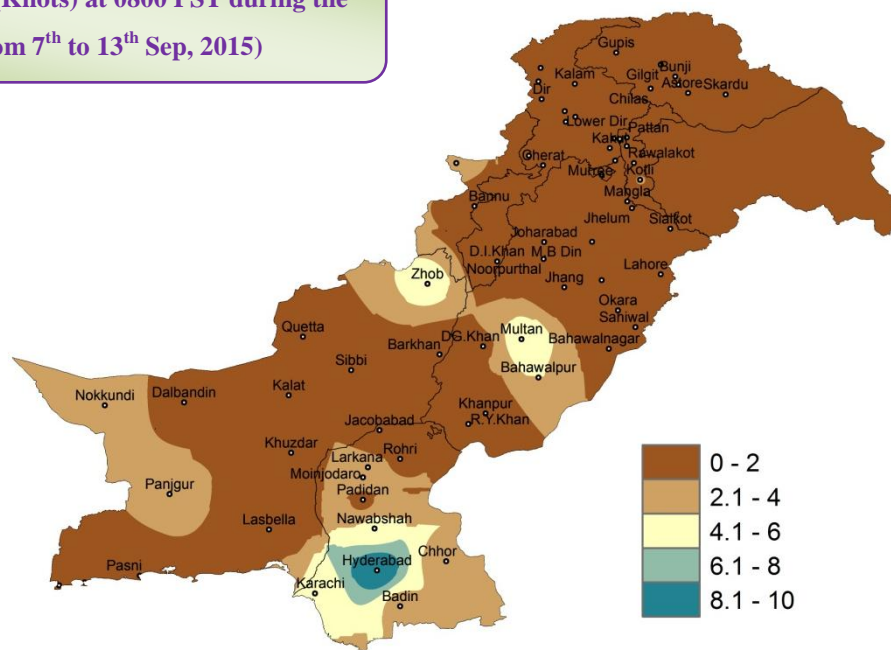 (Knots) at 0800 PST during the
om 7th to 13th Sep, 2015)
Gupis
Bunji
Kalam
Gilgit
Astore
Skardu
Dir
Chilas
Lower Dir
Pattan
Rawalakot
Cherat
Murree
Kotli
Bannu
Mangla
Jhelum
Sialkot
Joharabad
D.I.Khan
M.B Din
Noorpurthal
Lahore
Zhob
Jhang
Okara
Sahiwal
Quetta
Multan
DG.Khan
Bahawalnagar
Barkhan
Sibbi
Bahawalpur
Nokkundi
Dalbandin
Kalat
Khanpur
Jacobabad
R.Y.Khan
Khuzdar
Rohri
Larkana
Moinjodaro
Panjgur
Padidan
Lasbella
Nawabshah
Chhor
Hyderabad
Pasni
Karachi
Badin
0 - 2
2.1 - 4
4.1 - 6
6.1 - 8
8.1 - 10